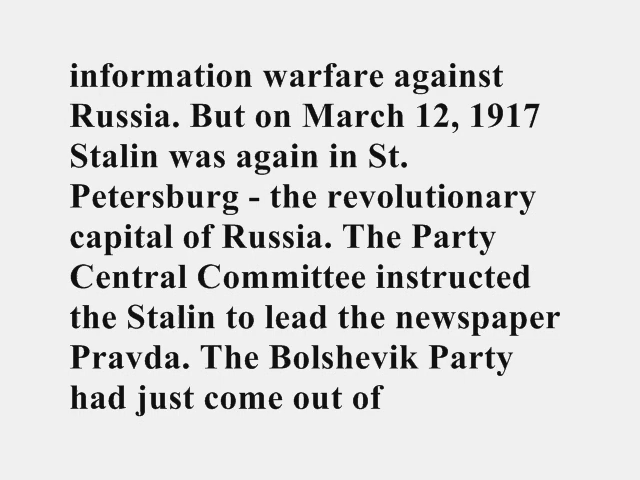 information warfare against
Russia. But on March 12, 1917
Stalin was again in St.
Petersburg - the revolutionary
capital of Russia. The Party
Central Committee instructed
the Stalin to lead the newspaper
Pravda. The Bolshevik Party
had just come out of